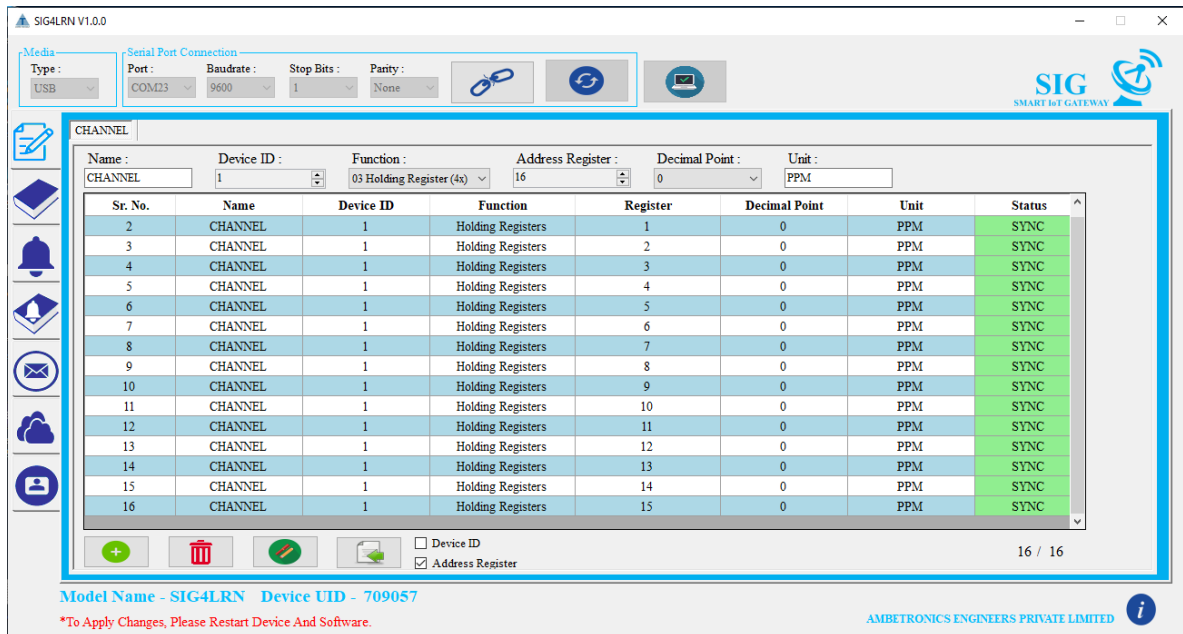 SIG4LRN V1.0.0
Media
Serial Port Connection
Type : Port : Baudrate : Stop Bits : Parity :
USB COM23 9600 1 None
SIG
SMART IoT GATEWAY
CHANNEL
Name : Device ID : Function : Address Register : Decimal Point : Unit :
CHANNEL 1 03 Holding Register (4x) 16 0 PPM
Sr. No. Name Device ID Function Register Decimal Point Unit Status
2 CHANNEL 1 Holding Registers 1 0 PPM SYNC
3 CHANNEL 1 Holding Registers 2 0 PPM SYNC
4 CHANNEL 1 Holding Registers 3 0 PPM SYNC
5 CHANNEL 1 Holding Registers 4 0 PPM SYNC
6 CHANNEL 1 Holding Registers 5 0 PPM SYNC
7 CHANNEL 1 Holding Registers 6 0 PPM SYNC
8 CHANNEL 1 Holding Registers 7 0 PPM SYNC
9 CHANNEL 1 Holding Registers 8 0 PPM SYNC
10 CHANNEL 1 Holding Registers 9 0 PPM SYNC
11 CHANNEL 1 Holding Registers 10 0 PPM SYNC
12 CHANNEL 1 Holding Registers 11 0 PPM SYNC
13 CHANNEL 1 Holding Registers 12 0 PPM SYNC
14 CHANNEL 1 Holding Registers 13 0 PPM SYNC
15 CHANNEL 1 Holding Registers 14 0 PPM SYNC
16 CHANNEL 1 Holding Registers 15 0 PPM SYNC
Device ID
Address Register
16 / 16
Model Name - SIG4LRN Device UID - 709057
*To Apply Changes, Please Restart Device And Software.
AMBETRONICS ENGINEERS PRIVATE LIMITED
i